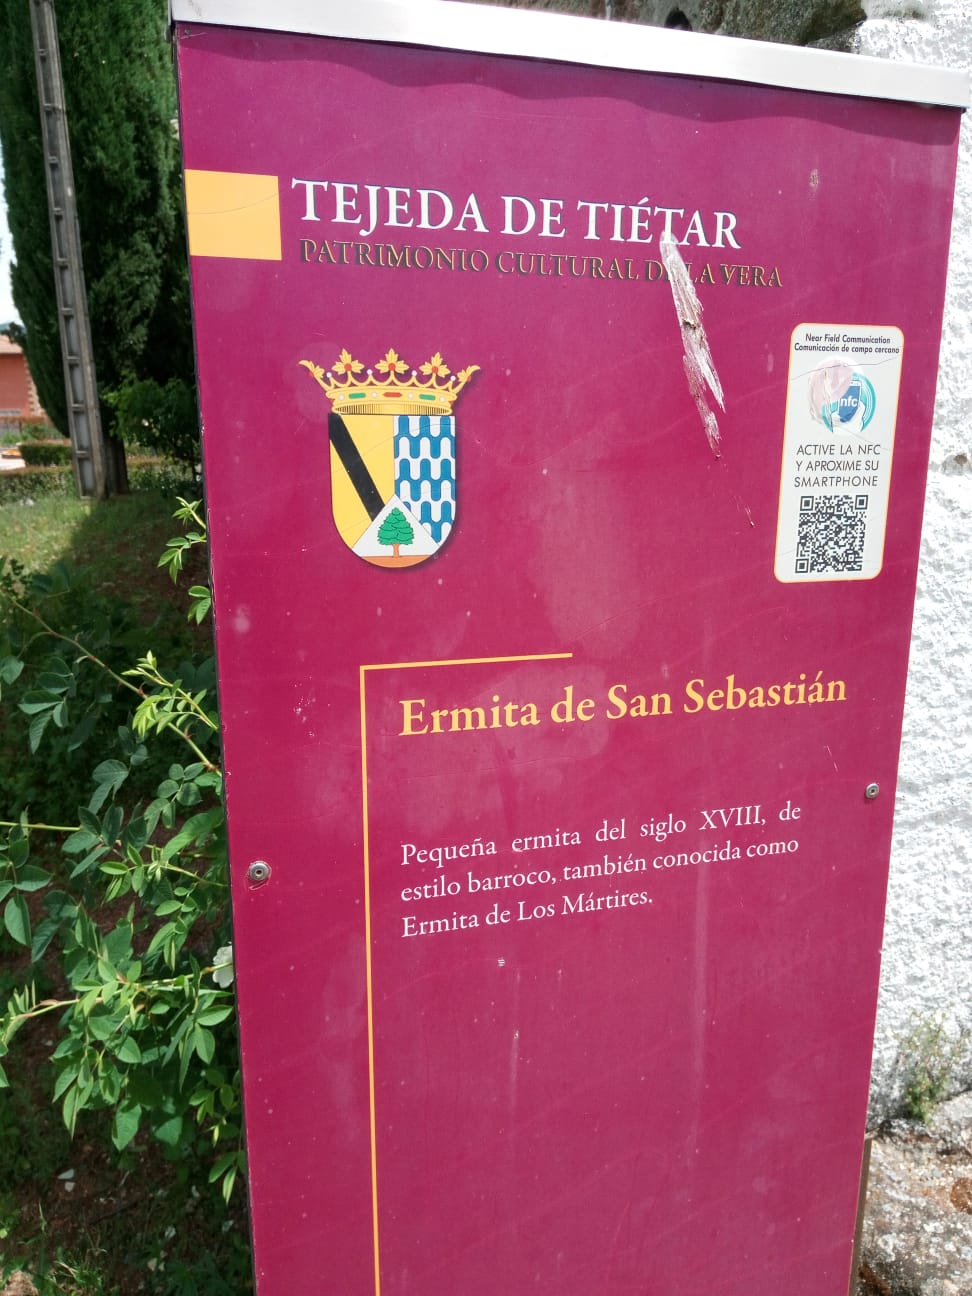 TEJEDA DE TIÉTAR
PATRIMONIO CULTURAL DE LA VERA
Near Field Communication
Comunicación de campo cercano
nfc
ACTIVE LA NFC
Y APROXIME SU
SMARTPHONE
Ermita de San Sebastián
Pequeña ermita del siglo XVIII, de
estilo barroco, también conocida como
Ermita de Los Mártires.